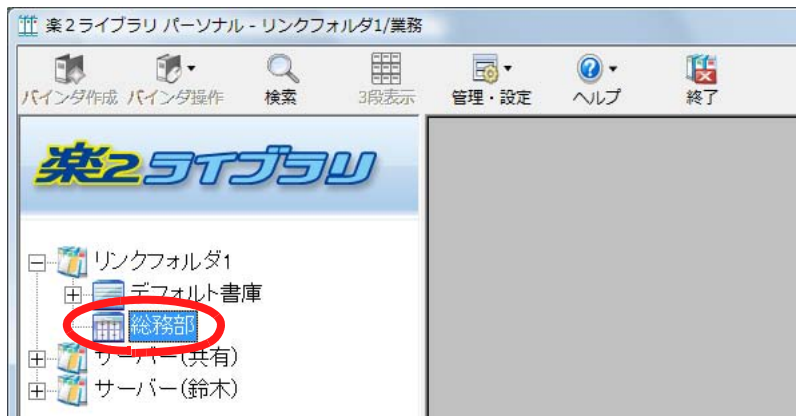 楽2ライブラリ パーソナル - リンクフォルダ1/業務
バインダ作成 バインダ操作 検索 3段表示 管理・設定 ヘルプ 終了
楽2ライブラリ
リンクフォルダ1
デフォルト書庫
総務部
サーバー(共有)
サーバー(鈴木)